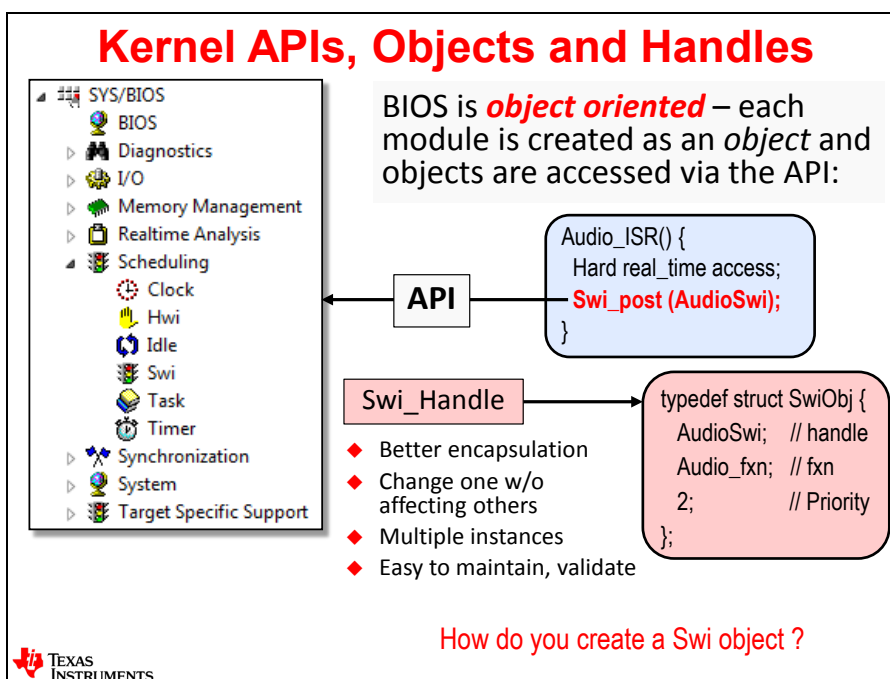 Kernel APIs, Objects and Handles
SYS/BIOS
BIOS
Diagnostics
I/O
Memory Management
Realtime Analysis
Scheduling
Clock
Hwi
Idle
Swi
Task
Timer
Synchronization
System
Target Specific Support
BIOS is object oriented – each
module is created as an object and
objects are accessed via the API:
API
Audio_ISR() {
Hard real_time access;
Swi_post (AudioSwi);
}
Swi_Handle
Better encapsulation
Change one w/o
affecting others
Multiple instances
Easy to maintain, validate
typedef struct SwiObj {
AudioSwi; // handle
Audio_fxn; // fxn
2; // Priority
};
How do you create a Swi object ?
TEXAS
INSTRUMENTS